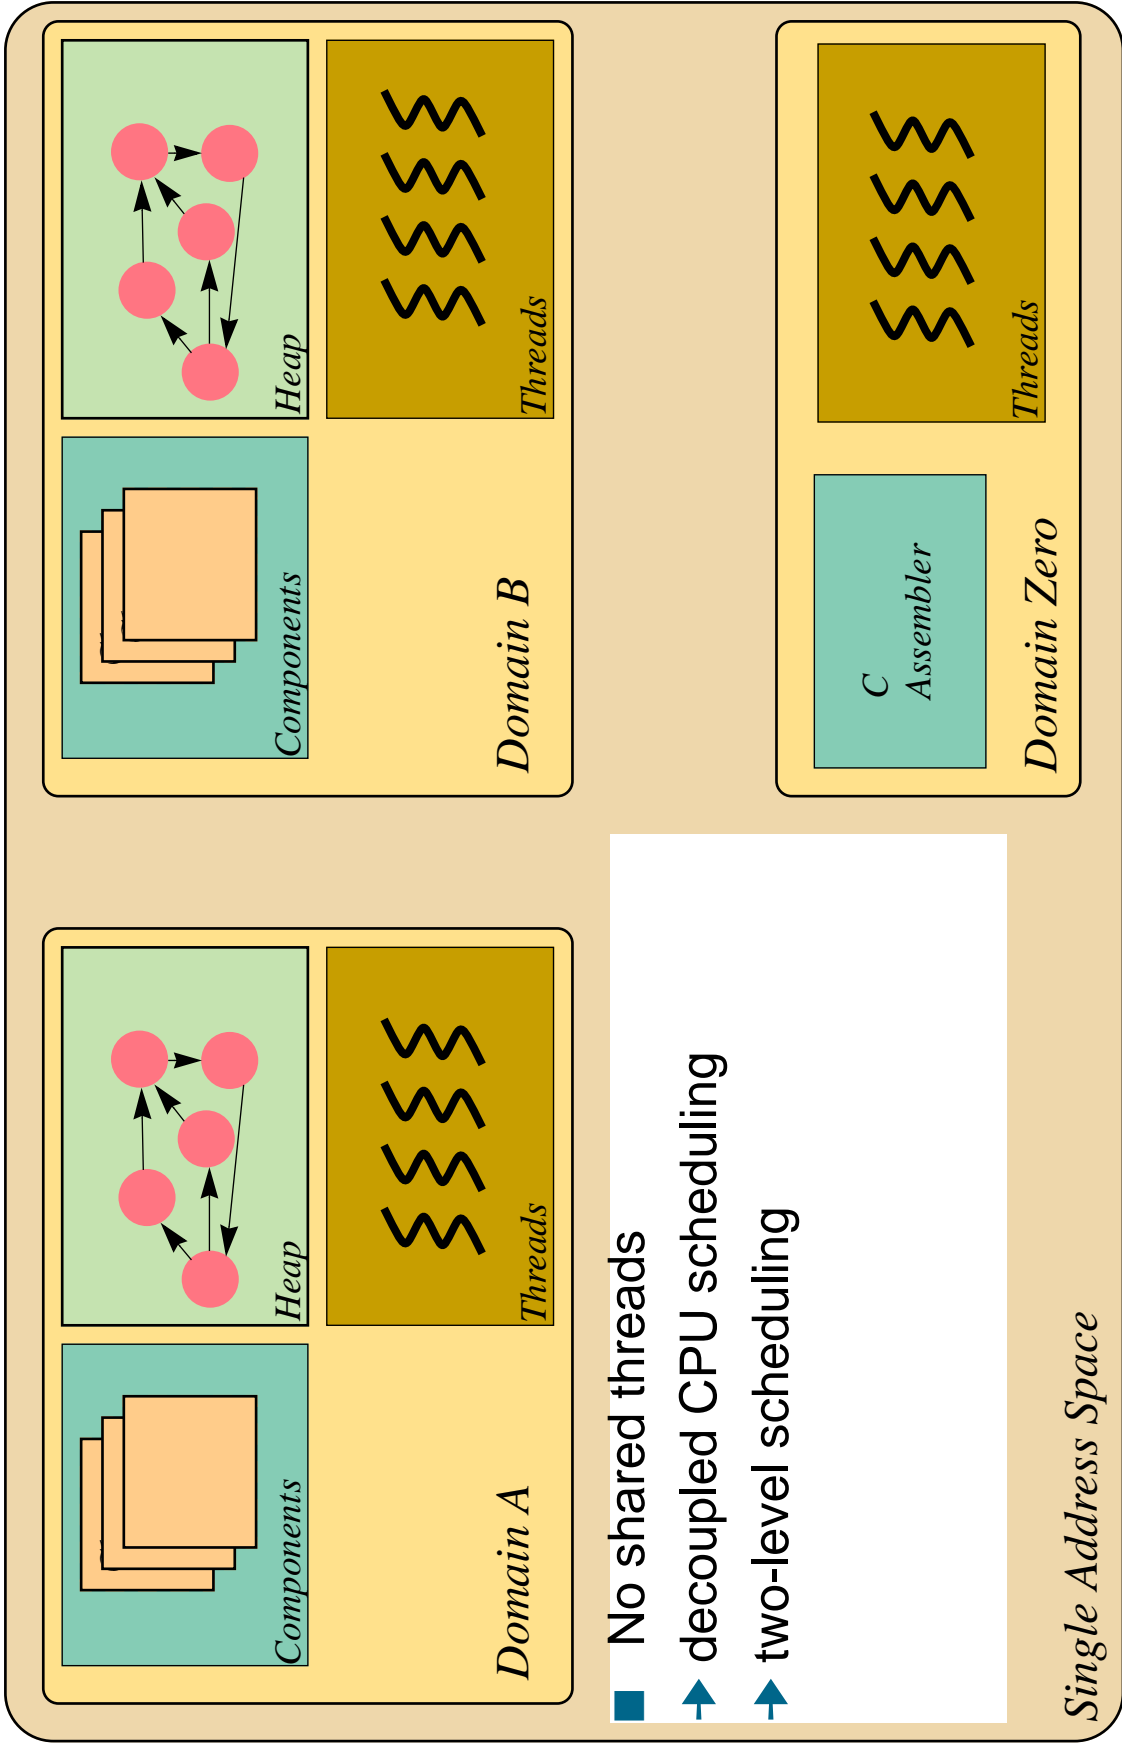 Components
Heap
Threads
Domain A
Components
Heap
Threads
Domain B
■ No shared threads
➔ decoupled CPU scheduling
➔ two-level scheduling
C
Assembler
Threads
Domain Zero
Single Address Space